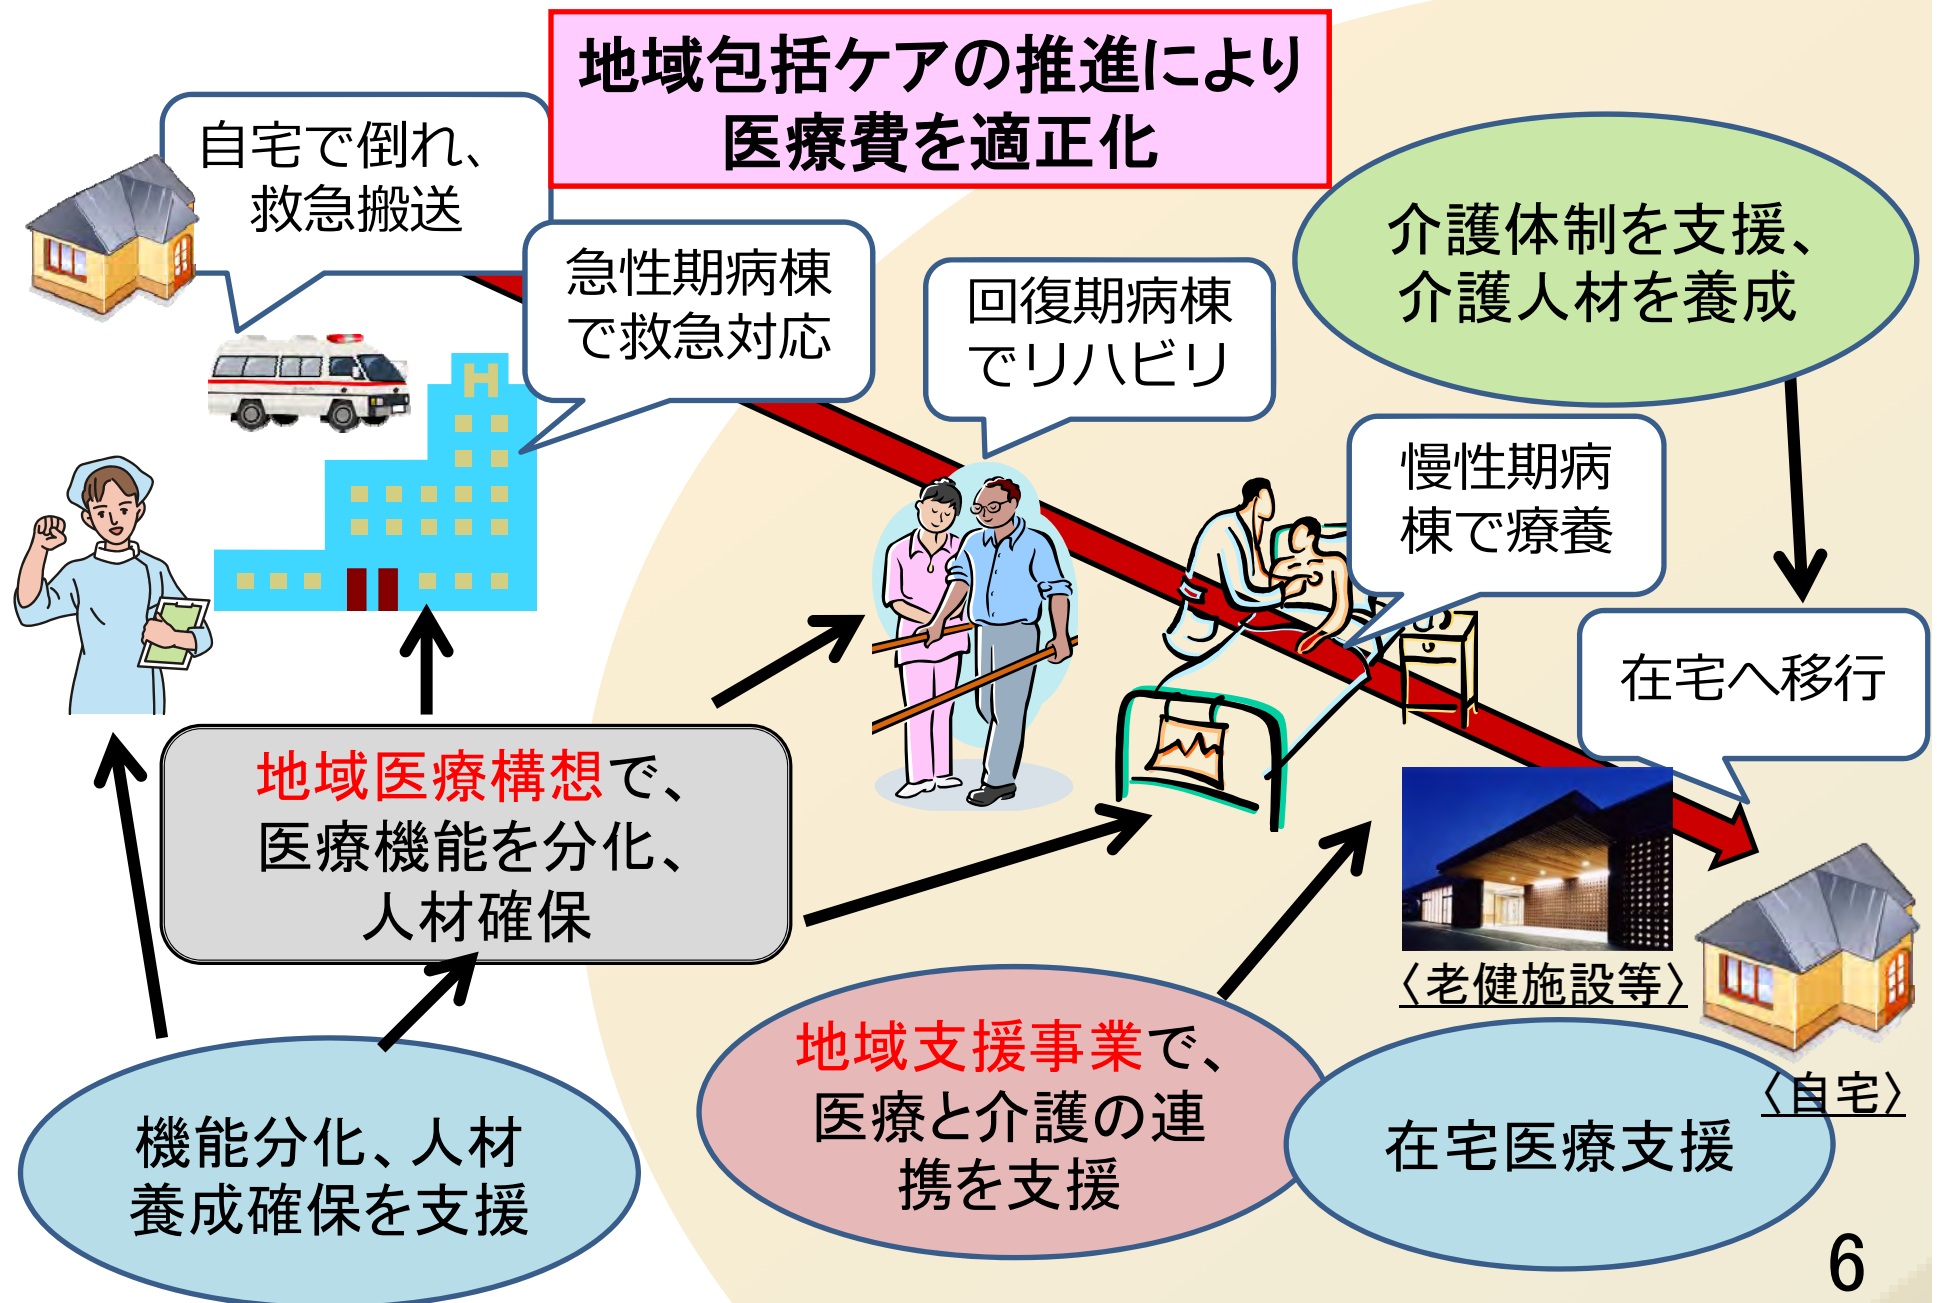 地域包括ケアの推進により
医療費を適正化
自宅で倒れ、
救急搬送
急性期病棟
で救急対応
回復期病棟
でリハビリ
介護体制を支援、
介護人材を養成
慢性期病
棟で療養
在宅へ移行
H
地域医療構想で、
医療機能を分化、
人材確保
〈老健施設等〉
〈自宅〉
機能分化、人材
養成確保を支援
地域支援事業で、
医療と介護の連
携を支援
在宅医療支援
6